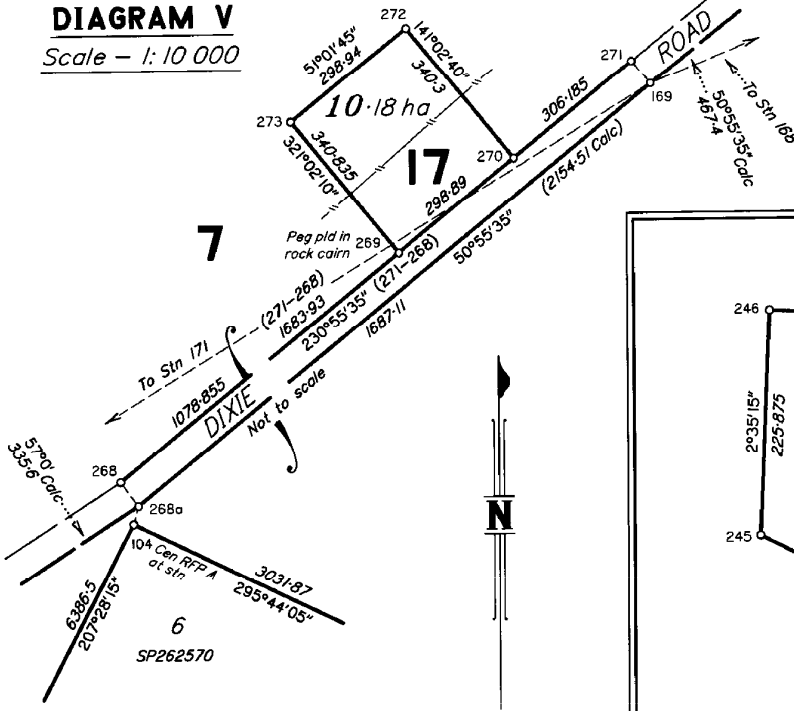 DIAGRAM V
Scale – 1: 10 000
272
51°01'45"
298·94
141°02'40"
340·3
273
10·18 ha
340·835
321°02'10"
17
270
298·89
306·185
271
ROAD
169
To Stn 16b
50°55'35" Calc
467·4
(2154·51 Calc)
50°55'35"
7
Peg pld in
rock cairn
269
(271–268)
1683·93
230°55'35" (271–268)
1687·11
To Stn 171
1078·855
DIXIE
Not to scale
57°0' Calc
335·6
268
268a
104 Cen RFP A
at stn
3031·87
295°44'05"
6386·5
207°28'15"
6
SP262570
N
246
2°35'15"
225·875
245